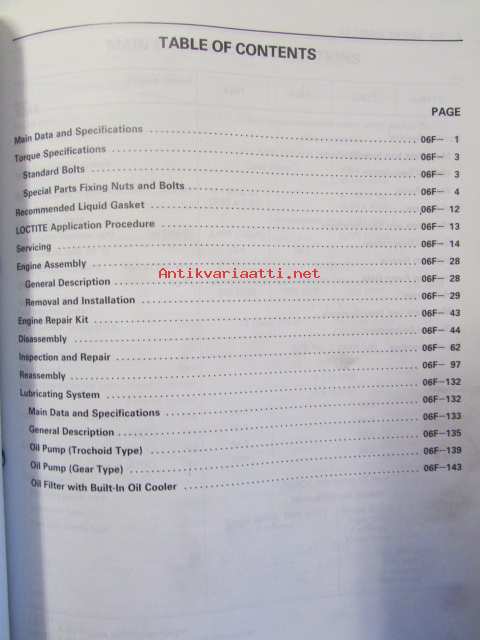 TABLE OF CONTENTS
PAGE
Main Data and Specifications ........ 06F— 1
Torque Specifications ........ 06F— 3
Standard Bolts ........ 06F— 3
Special Parts Fixing Nuts and Bolts ........ 06F— 4
Recommended Liquid Gasket ........ 06F— 12
LOCTITE Application Procedure ........ 06F— 13
Servicing ........ 06F— 14
Engine Assembly ........ 06F— 28
General Description ........ 06F— 28
Removal and Installation ........ 06F— 29
Engine Repair Kit ........ 06F— 43
Disassembly ........ 06F— 44
Inspection and Repair ........ 06F— 62
Reassembly ........ 06F— 97
Lubricating System ........ 06F—132
Main Data and Specifications ........ 06F—132
General Description ........ 06F—133
Oil Pump (Trochoid Type) ........ 06F—135
Oil Pump (Gear Type) ........ 06F—139
Oil Filter with Built-In Oil Cooler ........ 06F—143
Antikvariaatti.net